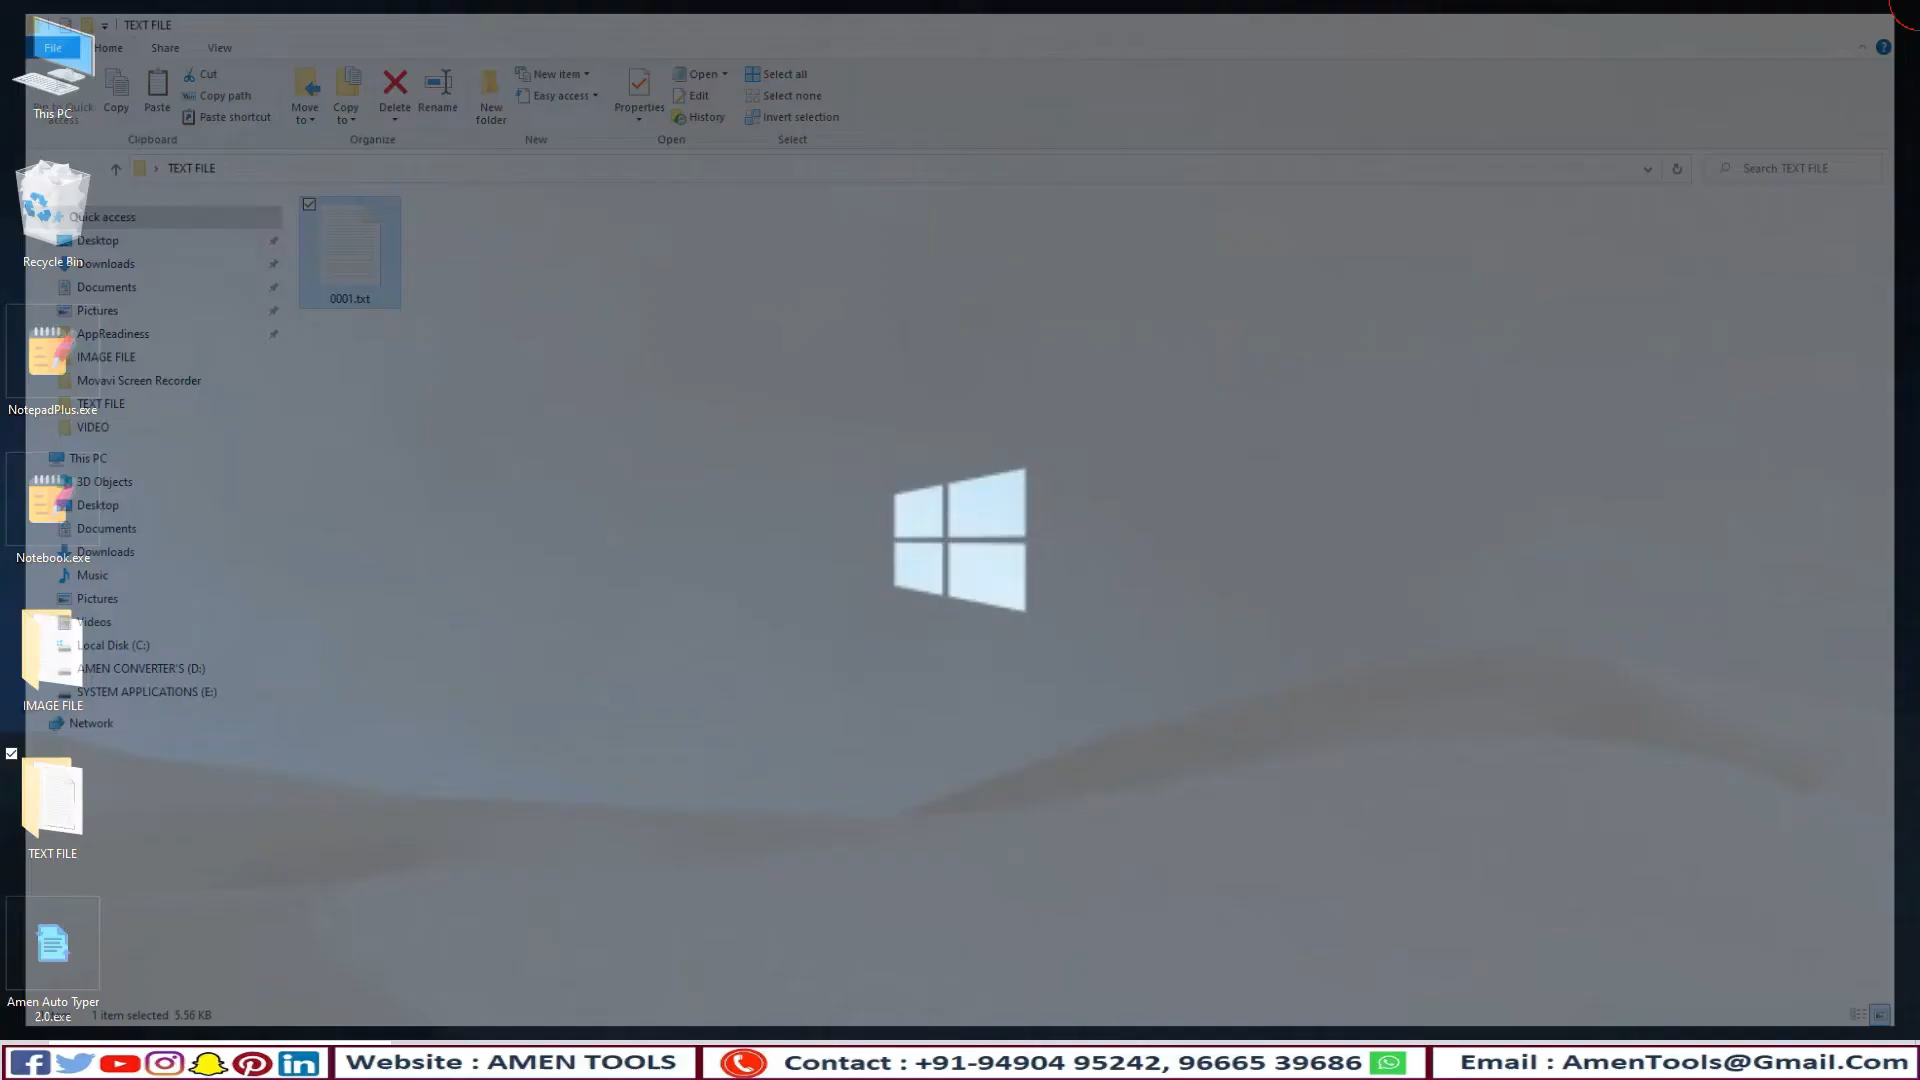 TEXT FILE
File Home Share View
Cut
Copy path
Paste shortcut
Copy Paste
Clipboard
Move to Copy to Delete Rename
Organize
New folder
New item
Easy access
New
Properties
Open
Edit
History
Open
Select all
Select none
Invert selection
Select
This PC
TEXT FILE
Search TEXT FILE
Quick access
Desktop
Recycle Bin
Downloads
Documents
Pictures
AppReadiness
IMAGE FILE
Movavi Screen Recorder
TEXT FILE
NotepadPlus.exe
VIDEO
This PC
3D Objects
Desktop
Documents
Downloads
Notebook.exe
Music
Pictures
Videos
Local Disk (C:)
AMEN CONVERTER'S (D:)
SYSTEM APPLICATIONS (E:)
IMAGE FILE
Network
0001.txt
TEXT FILE
Amen Auto Typer
2.0.exe
1 item selected 5.56 KB
Website : AMEN TOOLS
Contact : +91-94904 95242, 96665 39686
Email : AmenTools@Gmail.Com